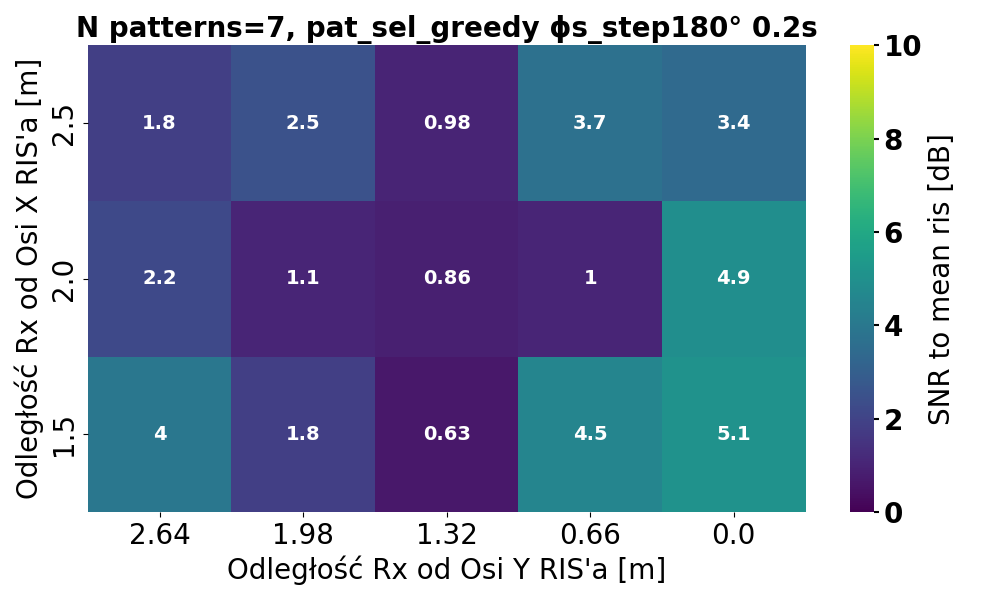 N patterns=7, pat_sel_greedy ϕs_step180° 0.2s
Odległość Rx od Osi X RIS'a [m]
2.5
1.8 2.5 0.98 3.7 3.4
2.0
2.2 1.1 0.86 1 4.9
1.5
4 1.8 0.63 4.5 5.1
2.64 1.98 1.32 0.66 0.0
Odległość Rx od Osi Y RIS'a [m]
10
8
6
4
2
0
SNR to mean ris [dB]